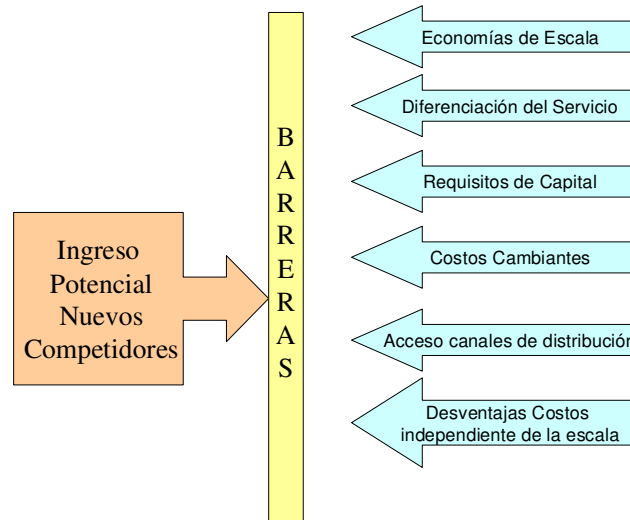 Ingreso
Potencial
Nuevos
Competidores
BARRERAS
Economías de Escala
Diferenciación del Servicio
Requisitos de Capital
Costos Cambiantes
Acceso canales de distribución
Desventajas Costos
independiente de la escala